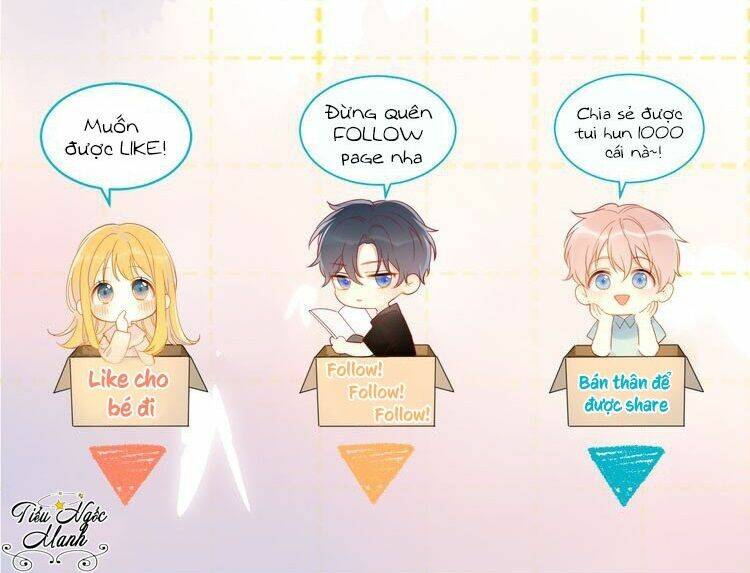 Muốn
được LIKE!
Đừng quên
FOLLOW
page nha
Chia sẻ được
tui hun 1000
cái nà~!
Like cho
bé đi
Follow!
Follow!
Follow!
Bán thân để
được share
Tiểu Ngốc
Manh